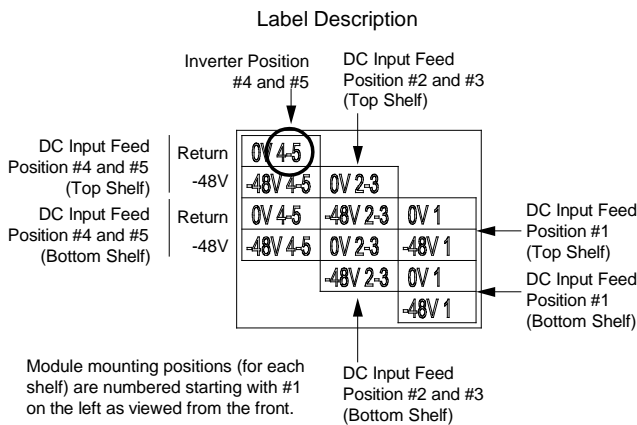 Label Description
Inverter Position
#4 and #5
DC Input Feed
Position #2 and #3
(Top Shelf)
DC Input Feed
Position #4 and #5
(Top Shelf)
Return
-48V
DC Input Feed
Position #4 and #5
(Bottom Shelf)
Return
-48V
0V 4-5
-48V 4-5 0V 2-3
0V 4-5 -48V 2-3 0V 1
-48V 4-5 0V 2-3 -48V 1
-48V 2-3 0V 1
-48V 1
DC Input Feed
Position #1
(Top Shelf)
DC Input Feed
Position #1
(Bottom Shelf)
Module mounting positions (for each
shelf) are numbered starting with #1
on the left as viewed from the front.
DC Input Feed
Position #2 and #3
(Bottom Shelf)